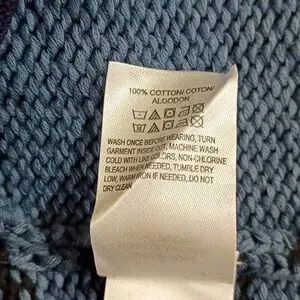 100% COTTON/ COTON/
ALGODON
WASH ONCE BEFORE WEARING, TURN
GARMENT INSIDE OUT, MACHINE WASH
COLD WITH LIKE COLORS, NON-CHLORINE
BLEACH WHEN NEEDED, TUMBLE DRY
LOW, WARM IRON IF NEEDED, DO NOT
DRY CLEAN